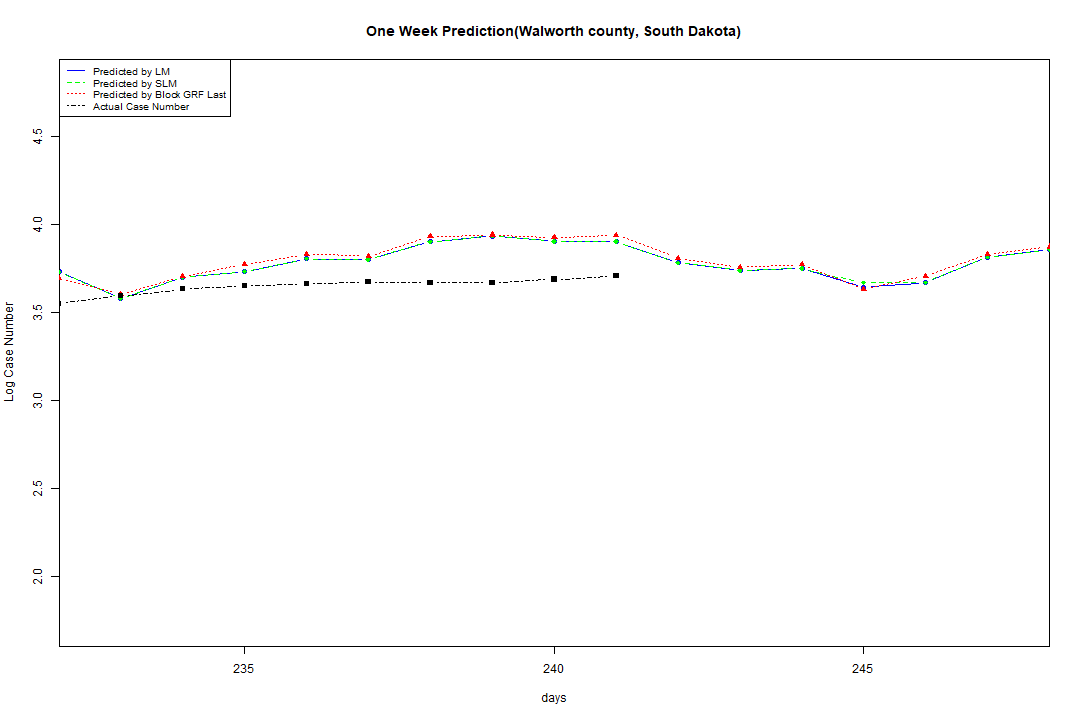 One Week Prediction(Walworth county, South Dakota)
Predicted by LM
Predicted by SLM
Predicted by Block GRF Last
Actual Case Number
4.5
4.0
3.5
3.0
2.5
2.0
Log Case Number
235
240
245
days